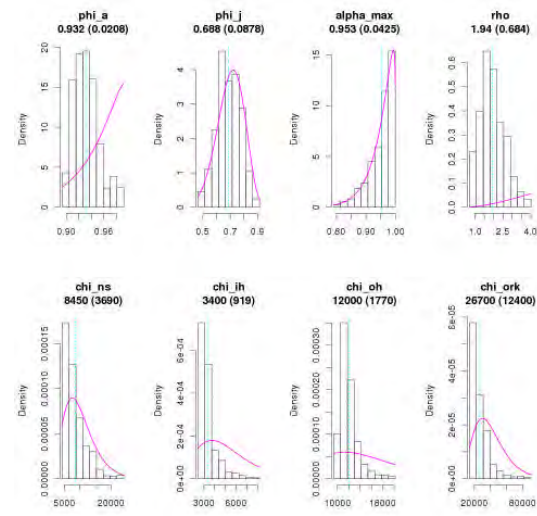 phi_a
0.932 (0.0208)
Density
0 5 10 15 20
0.90 0.96
phi_j
0.688 (0.0878)
Density
0 1 2 3 4
0.5 0.7 0.9
alpha_max
0.953 (0.0425)
Density
0 5 10 15
0.80 0.90 1.00
rho
1.94 (0.684)
Density
0.0 0.1 0.2 0.3 0.4 0.5 0.6
1.0 2.5 4.0
chi_ns
8450 (3690)
Density
0.00000 0.00005 0.00010 0.00015
5000 20000
chi_ih
3400 (919)
Density
0e+00 2e-04 4e-04 6e-04
3000 6000
chi_oh
12000 (1770)
Density
0.00000 0.00010 0.00020 0.00030
10000 18000
chi_ork
26700 (12400)
Density
0e+00 2e-05 4e-05 6e-05
20000 80000